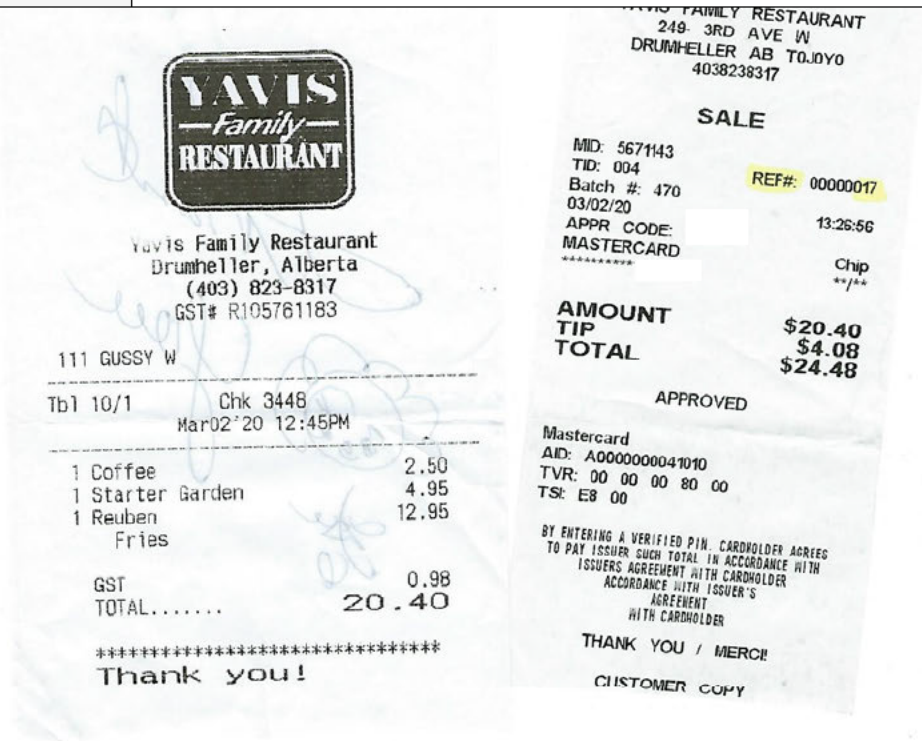 YAVIS
Family
RESTAURANT
Yavis Family Restaurant
Drumheller, Alberta
(403) 823-8317
GST# R105761183
111 GUSSY W
Tbl 10/1 Chk 3448
Mar02'20 12:45PM
1 Coffee 2.50
1 Starter Garden 4.95
1 Reuben 12.95
Fries
GST 0.98
TOTAL....... 20.40
********************************
Thank you!
YAVIS FAMILY RESTAURANT
249- 3RD AVE W
DRUMHELLER AB T0J0Y0
4038238317
SALE
MID: 5671143
TID: 004
Batch #: 470 REF#: 00000017
03/02/20 13:26:56
APPR CODE:
MASTERCARD Chip
********** **/**
AMOUNT $20.40
TIP $4.08
TOTAL $24.48
APPROVED
Mastercard
AID: A0000000041010
TVR: 00 00 00 80 00
TSI: E8 00
BY ENTERING A VERIFIED PIN. CARDHOLDER AGREES
TO PAY ISSUER SUCH TOTAL IN ACCORDANCE WITH
ISSUERS AGREEMENT WITH CARDHOLDER
ACCORDANCE WITH ISSUER'S
AGREEMENT
WITH CARDHOLDER
THANK YOU / MERCI!
CUSTOMER COPY